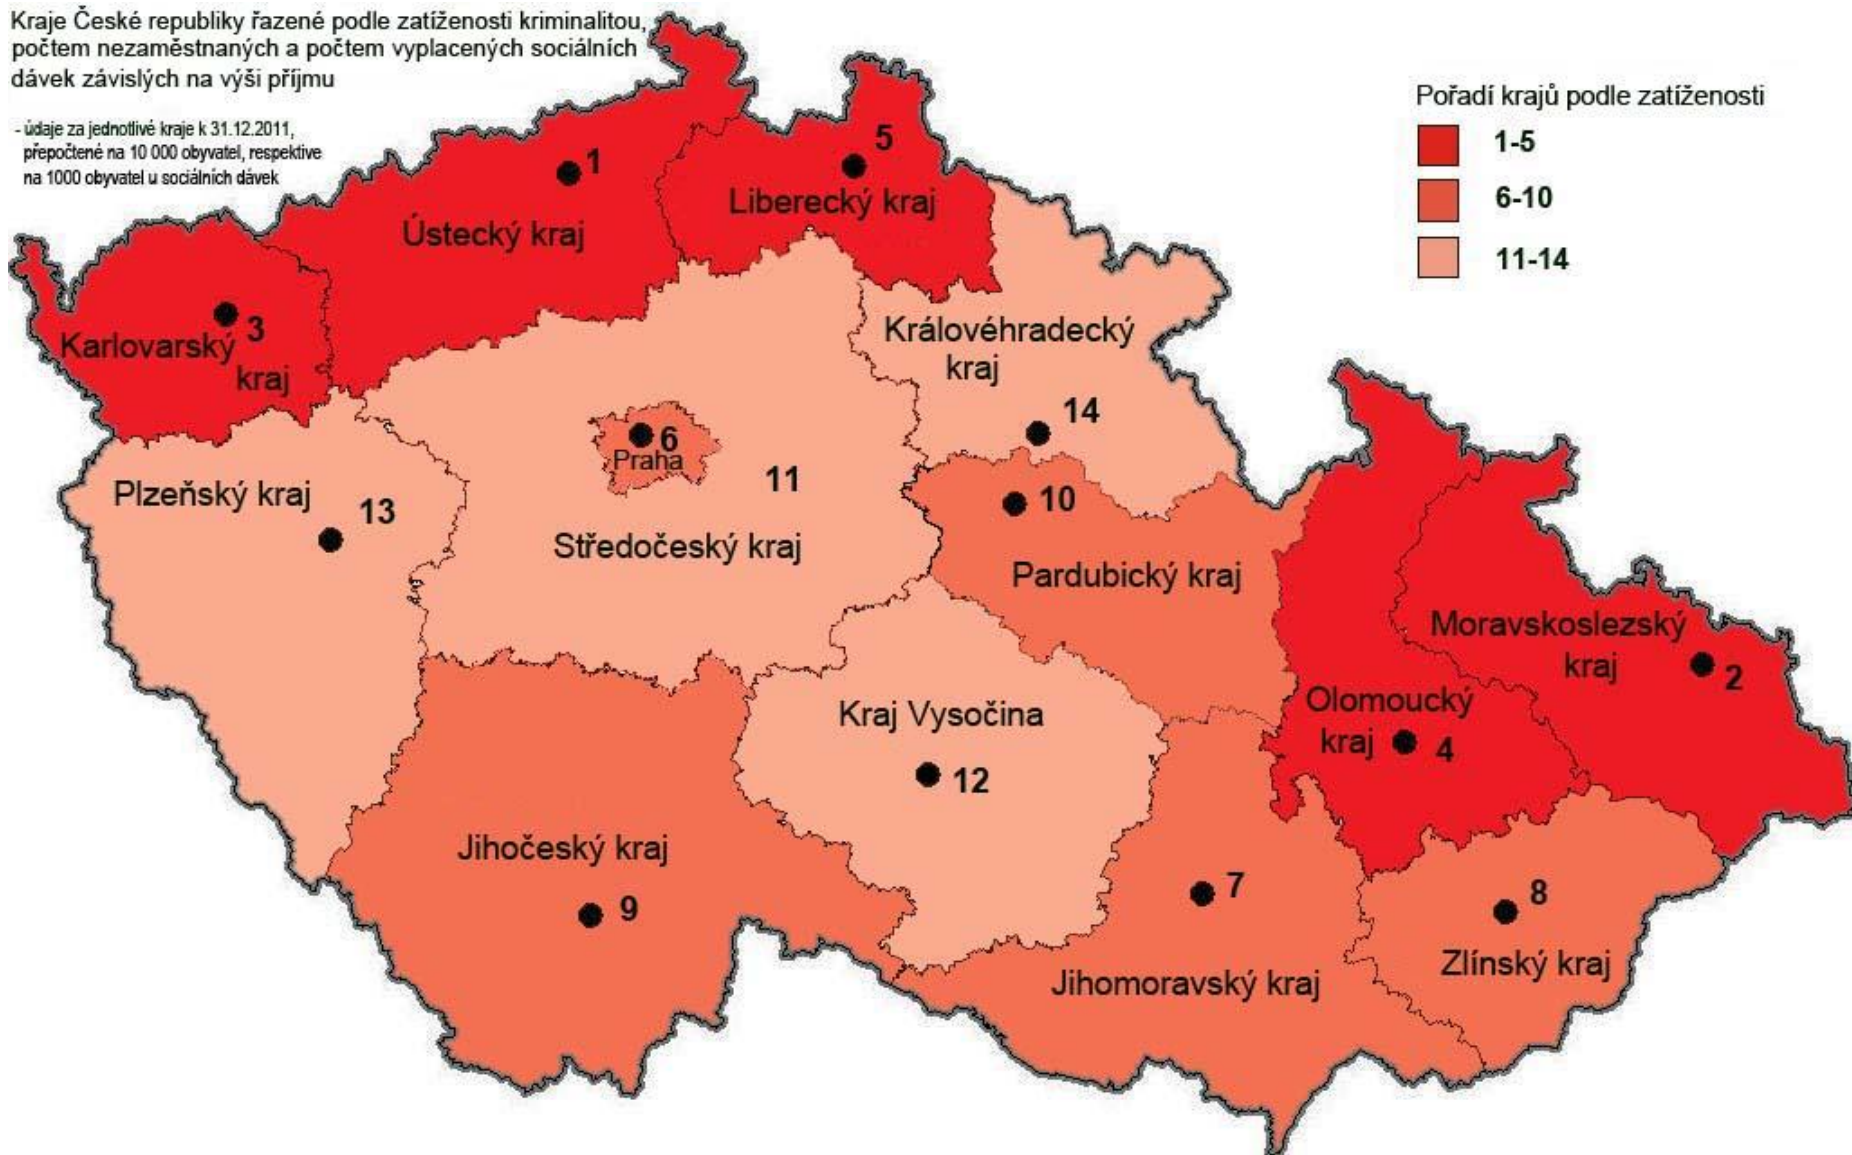 Kraje České republiky řazené podle zatíženosti kriminalitou,
počtem nezaměstnaných a počtem vyplacených sociálních
dávek závislých na výši příjmu
- údaje za jednotlivé kraje k 31.12.2011,
přepočtené na 10 000 obyvatel, respektive
na 1000 obyvatel u sociálních dávek
Pořadí krajů podle zatíženosti
1-5
6-10
11-14
1
Ústecký kraj
5
Liberecký kraj
3
Karlovarský
kraj
Královéhradecký
kraj
14
6
Praha
11
Středočeský kraj
Plzeňský kraj
13
10
Pardubický kraj
Moravskoslezský
kraj
2
Olomoucký
kraj
4
Kraj Vysočina
12
Jihočeský kraj
9
7
Jihomoravský kraj
8
Zlínský kraj